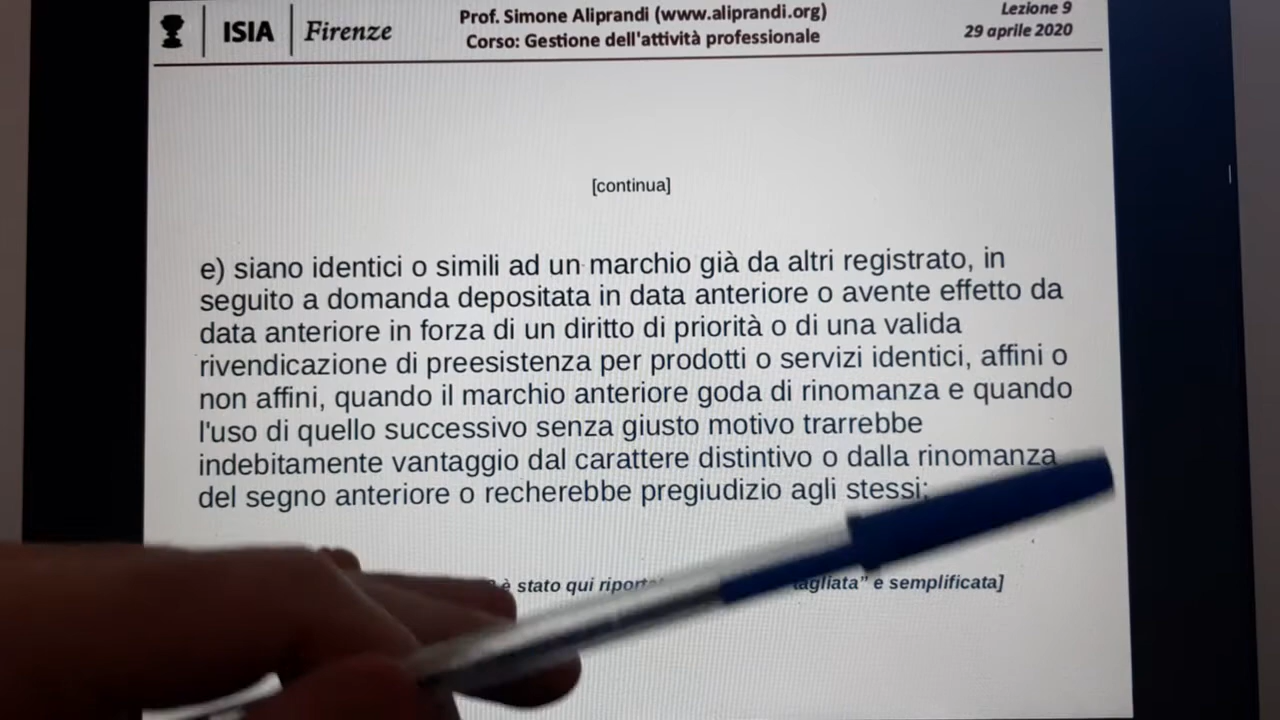 ISIA Firenze
Prof. Simone Aliprandi (www.aliprandi.org)
Corso: Gestione dell'attività professionale
Lezione 9
29 aprile 2020
[continua]
e) siano identici o simili ad un marchio già da altri registrato, in
seguito a domanda depositata in data anteriore o avente effetto da
data anteriore in forza di un diritto di priorità o di una valida
rivendicazione di preesistenza per prodotti o servizi identici, affini o
non affini, quando il marchio anteriore goda di rinomanza e quando
l'uso di quello successivo senza giusto motivo trarrebbe
indebitamente vantaggio dal carattere distintivo o dalla rinomanza
del segno anteriore o recherebbe pregiudizio agli stessi;
è stato qui e semplificata]